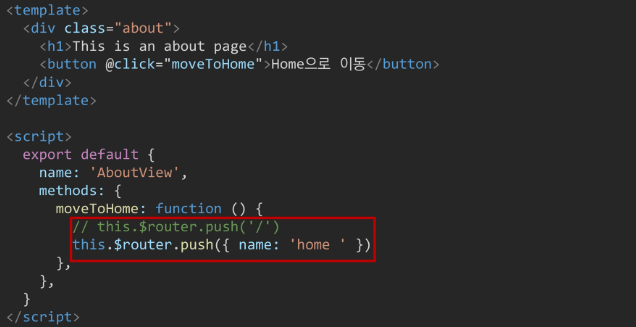 <template>
  <div class="about">
    <h1>This is an about page</h1>
    <button @click="moveToHome">Home으로 이동</button>
  </div>
</template>

<script>
  export default {
    name: 'AboutView',
    methods: {
      moveToHome: function () {
        // this.$router.push('/')
        this.$router.push({ name: 'home ' })
      },
    },
  }
</script>